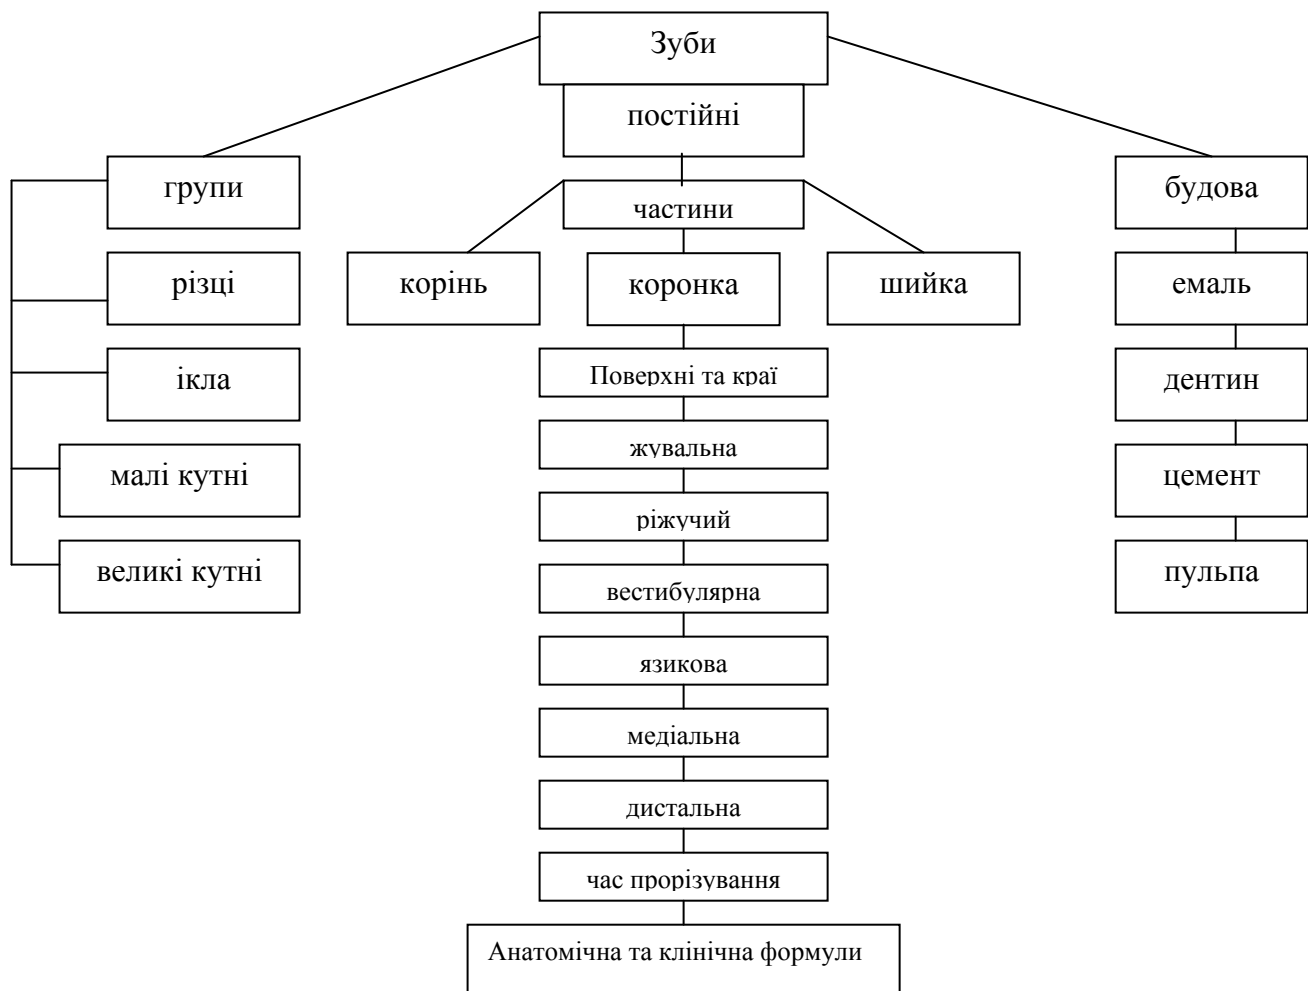 Зуби
постійні
групи
будова
частини
різці
корінь
коронка
шийка
емаль
Поверхні та краї
ікла
дентин
жувальна
малі кутні
цемент
ріжучий
великі кутні
вестибулярна
пульпа
язикова
медіальна
дистальна
час прорізування
Анатомічна та клінічна формули